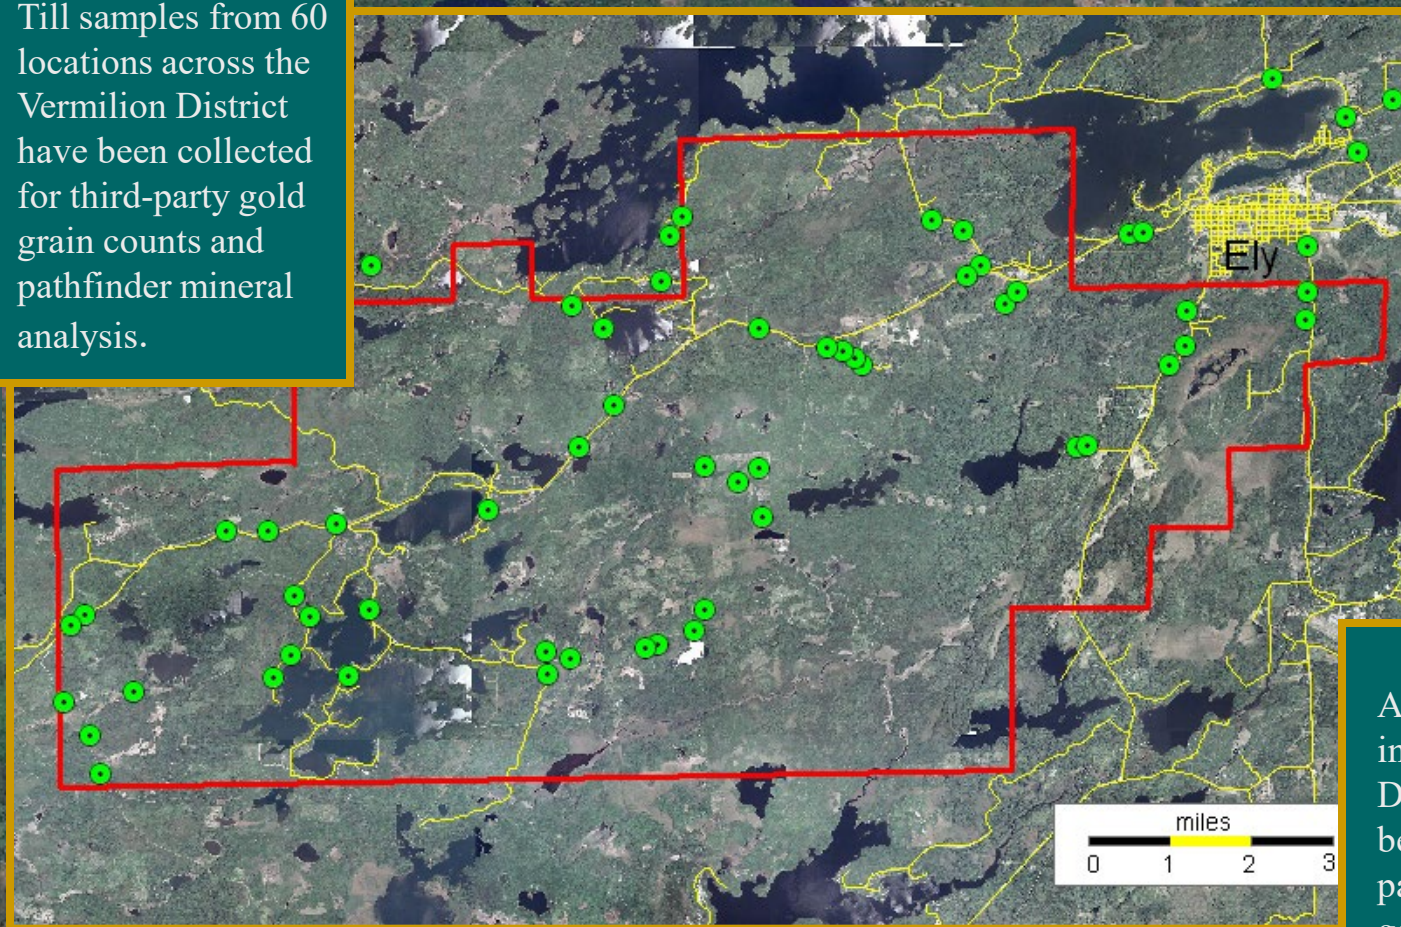 Till samples from 60
locations across the
Vermilion District
have been collected
for third-party gold
grain counts and
pathfinder mineral
analysis.
Ely
miles
0 1 2 3